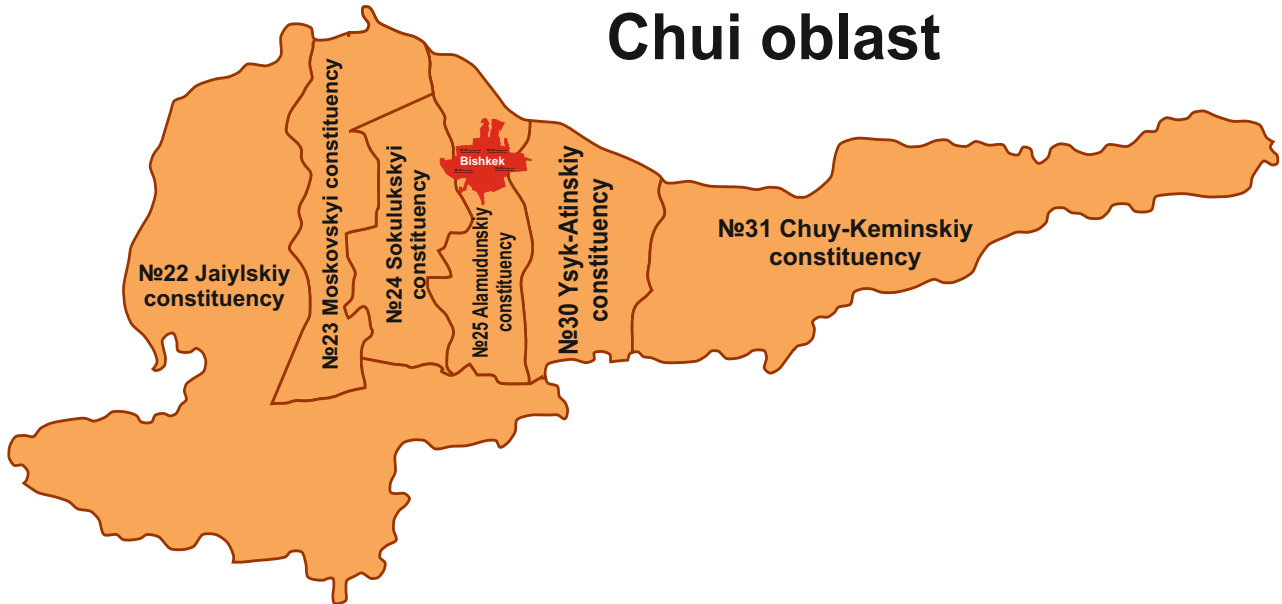 Chui oblast
№22 Jaiylskiy
constituency
№23 Moskovskyi constituency
№24 Sokulukskyi
constituency
Bishkek
№25 Alamudunskiy
constituency
№30 Ysyk-Atinskiy
constituency
№31 Chuy-Keminskiy
constituency